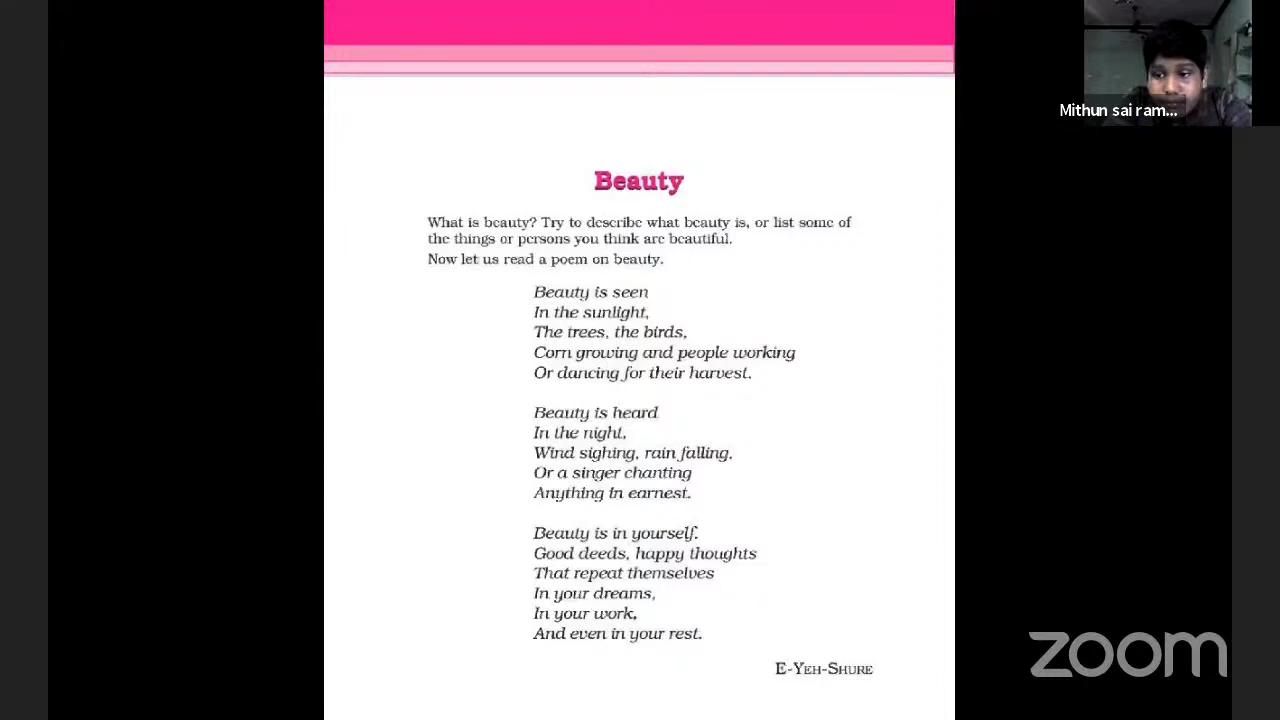 Mithun sai ram...
Beauty
What is beauty? Try to describe what beauty is, or list some of
the things or persons you think are beautiful.
Now let us read a poem on beauty.
Beauty is seen
In the sunlight,
The trees, the birds,
Corn growing and people working
Or dancing for their harvest.
Beauty is heard
In the night,
Wind sighing, rain falling,
Or a singer chanting
Anything in earnest.
Beauty is in yourself.
Good deeds, happy thoughts
That repeat themselves
In your dreams,
In your work,
And even in your rest.
E-YEH-SHURE
zoom